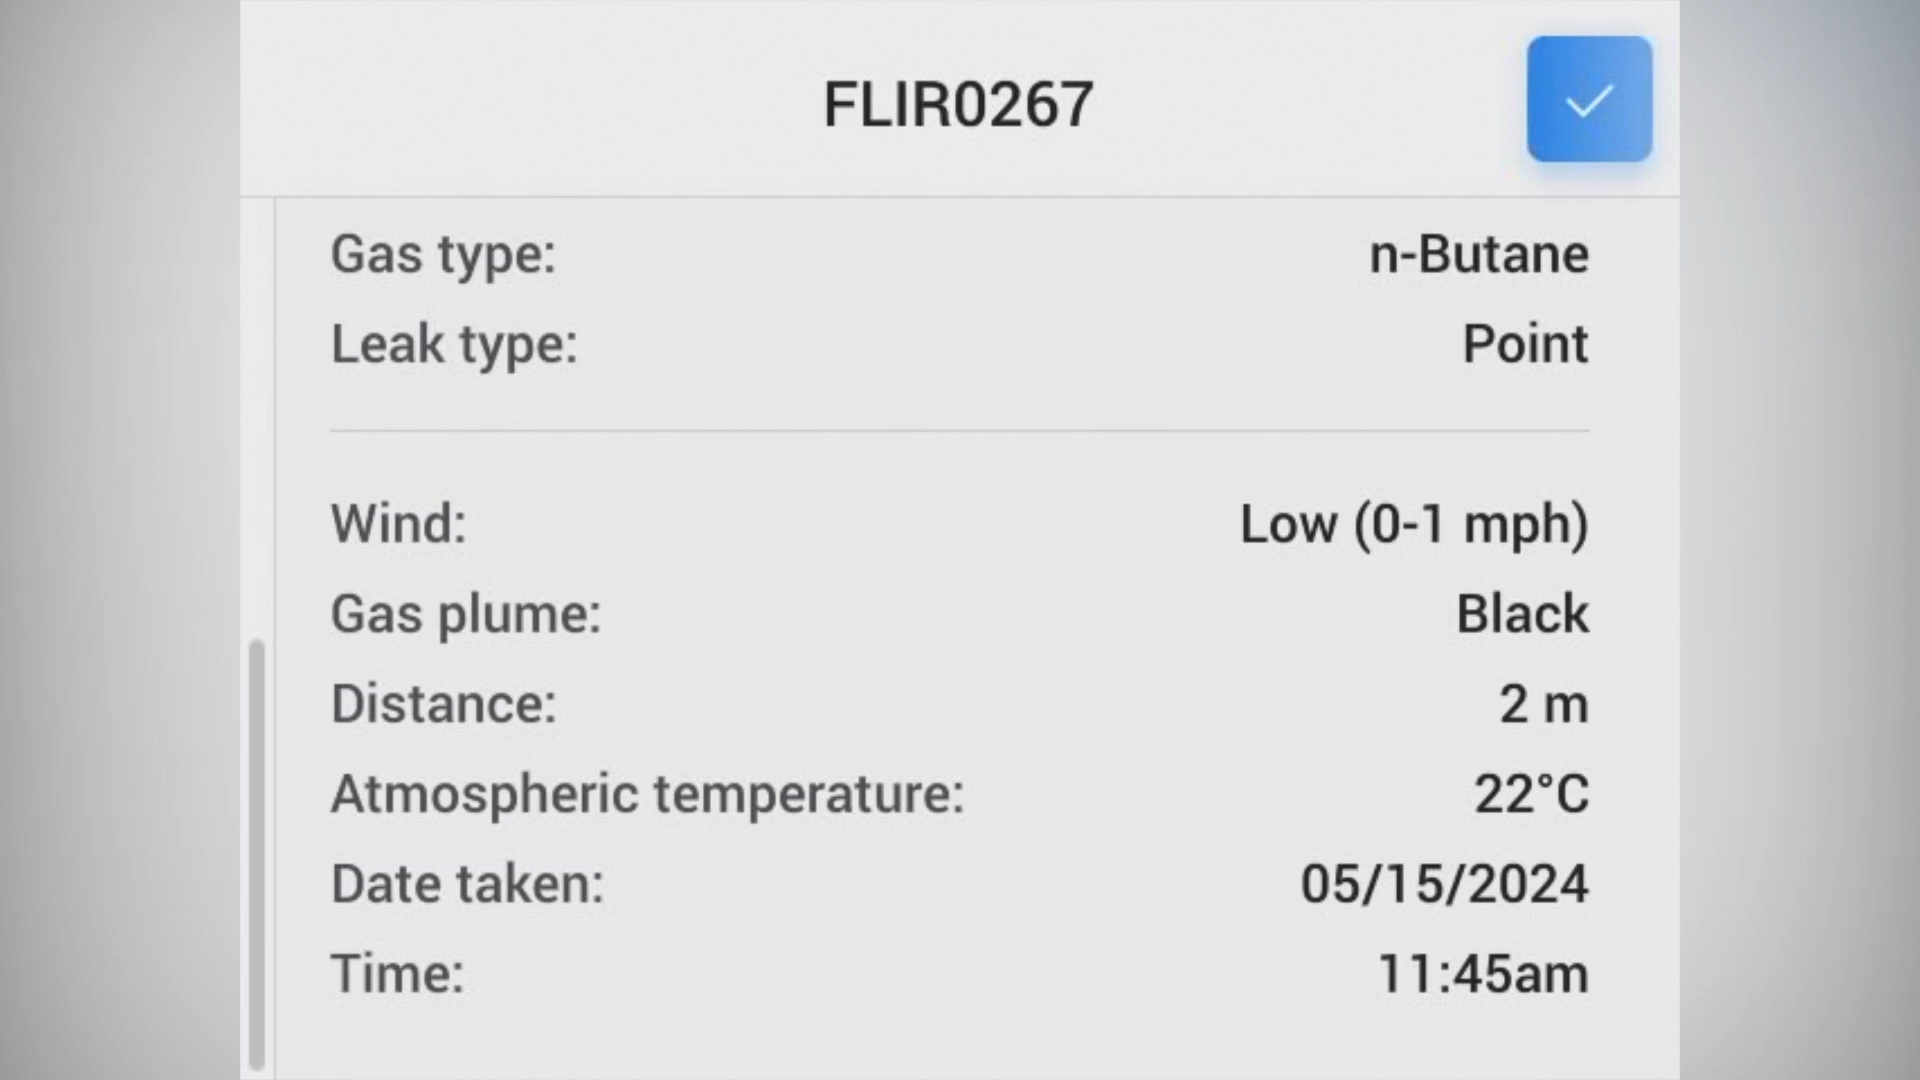 FLIR0267
Gas type: n-Butane
Leak type: Point
Wind: Low (0-1 mph)
Gas plume: Black
Distance: 2 m
Atmospheric temperature: 22°C
Date taken: 05/15/2024
Time: 11:45am